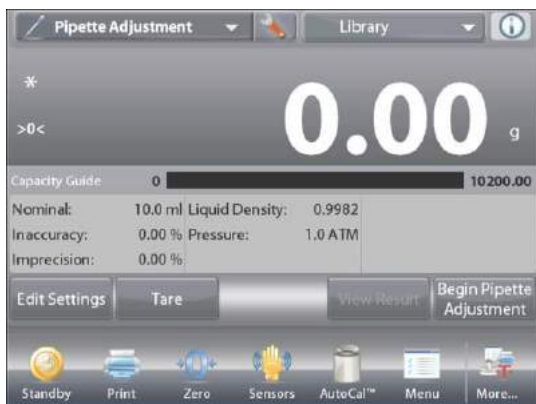 Pipette Adjustment Library
*
>0< 0.00 g
Capacity Guide 0 10200.00
Nominal: 10.0 ml Liquid Density: 0.9982
Inaccuracy: 0.00 % Pressure: 1.0 ATM
Imprecision: 0.00 %
Edit Settings Tare View Result Begin Pipette
Adjustment
Standby Print Zero Sensors AutoCal™ Menu More...